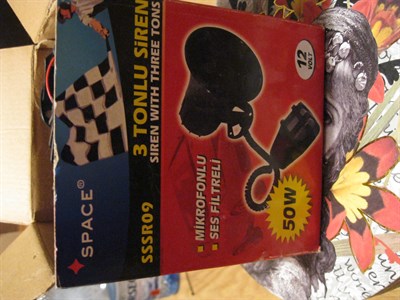 3 TONLU SiREN
SIREN WITH THREE TONS
12
VOLT
SPACE®
SSSR09
MİKROFONLU
SES FİLTRELİ
50W